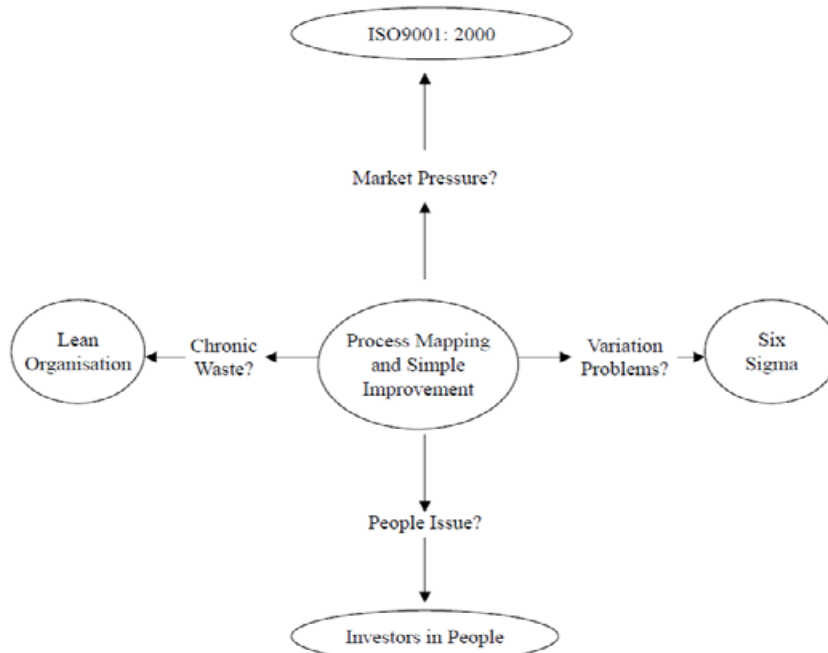 ISO9001: 2000
Market Pressure?
Lean
Organisation
Chronic
Waste?
Process Mapping
and Simple
Improvement
Variation
Problems?
Six
Sigma
People Issue?
Investors in People